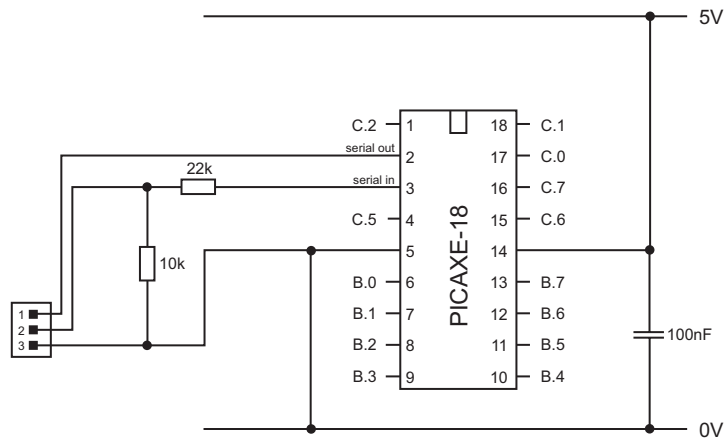 5V
C.2 1 18 C.1
serial out 2 17 C.0
22k
serial in 3 16 C.7
C.5 4 15 C.6
5 14
10k
B.0 6 13 B.7
B.1 7 12 B.6
B.2 8 11 B.5
B.3 9 10 B.4
PICAXE-18
1
2
3
100nF
0V